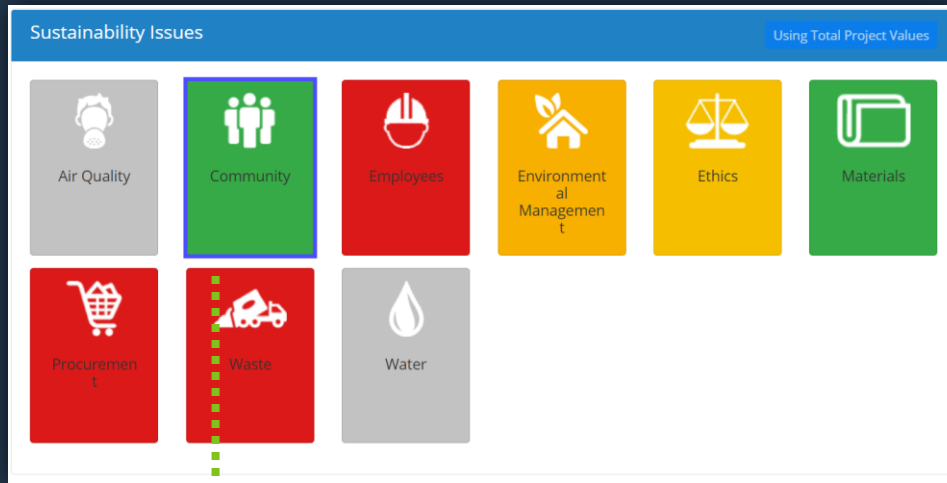 Sustainability Issues
Using Total Project Values
Air Quality
Community
Employees
Environment
al
Managemen
t
Ethics
Materials
Procuremen
t
Waste
Water